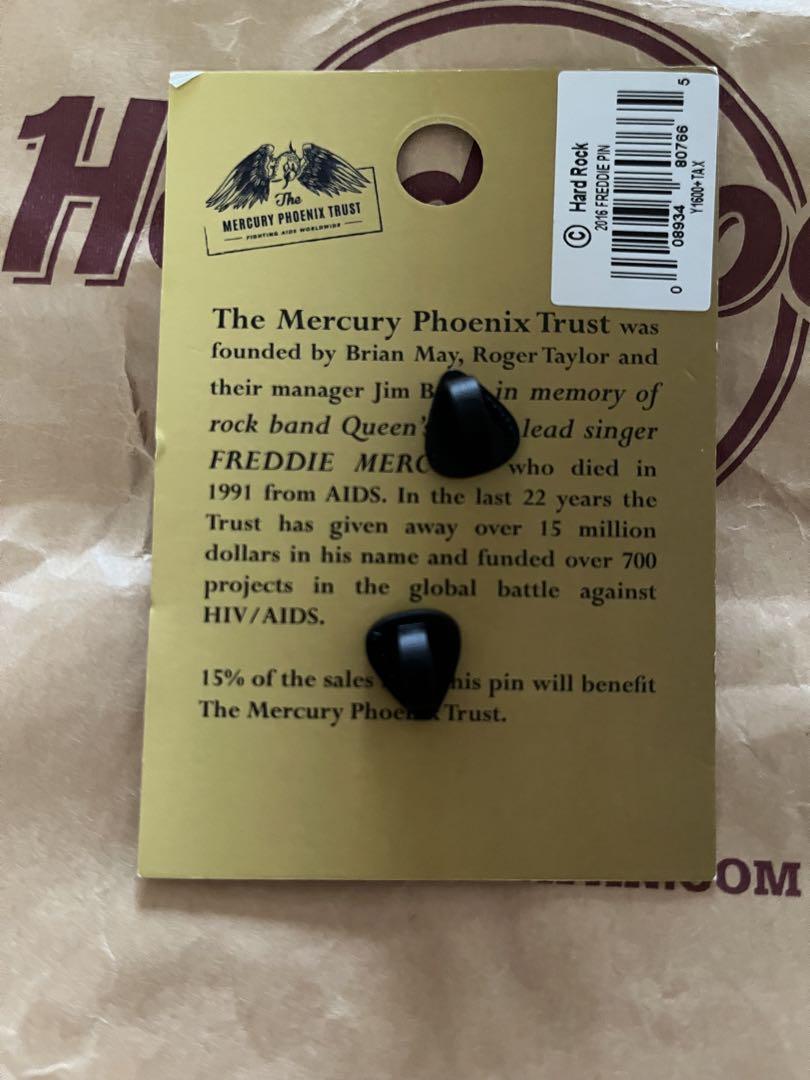 The
MERCURY PHOENIX TRUST
FIGHTING AIDS WORLDWIDE
© Hard Rock
2016 FREDDIE PIN
0 08934 80766 5
Y1600+TAX
The Mercury Phoenix Trust was
founded by Brian May, Roger Taylor and
their manager Jim B in memory of
rock band Queen's lead singer
FREDDIE MERC who died in
1991 from AIDS. In the last 22 years the
Trust has given away over 15 million
dollars in his name and funded over 700
projects in the global battle against
HIV/AIDS.
15% of the sales his pin will benefit
The Mercury Phoenix Trust.
.COM